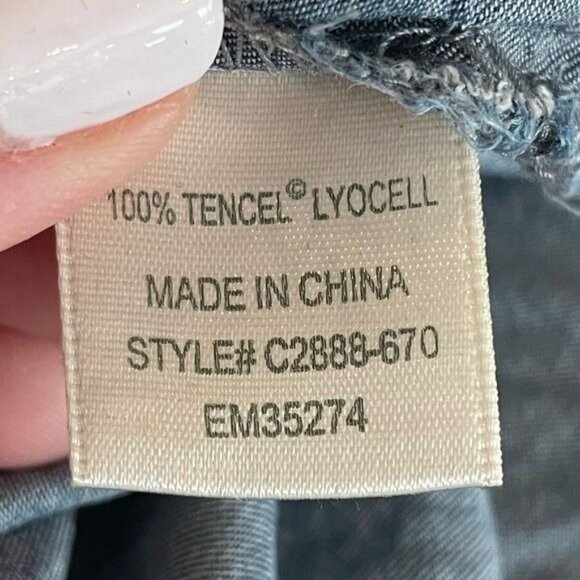 100% TENCEL© LYOCELL
MADE IN CHINA
STYLE# C2888-670
EM35274